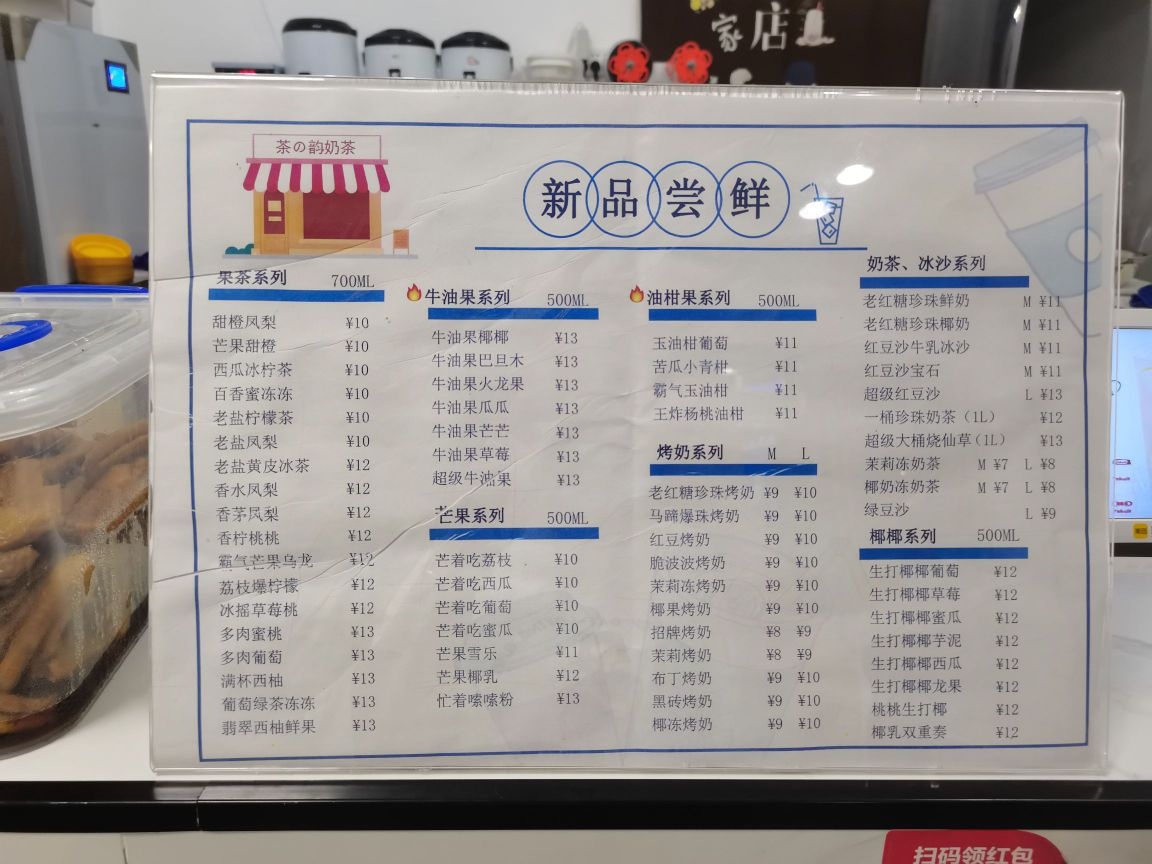 家店
茶の韵奶茶
新品尝鲜
果茶系列 700ML
甜橙凤梨 ¥10
芒果甜橙 ¥10
西瓜冰柠茶 ¥10
百香蜜冻冻 ¥10
老盐柠檬茶 ¥10
老盐凤梨 ¥10
老盐黄皮冰茶 ¥12
香水凤梨 ¥12
香茅凤梨 ¥12
香柠桃桃 ¥12
霸气芒果乌龙 ¥12
荔枝爆柠檬 ¥12
冰摇草莓桃 ¥12
多肉蜜桃 ¥13
多肉葡萄 ¥13
满杯西柚 ¥13
葡萄绿茶冻冻 ¥13
翡翠西柚鲜果 ¥13
牛油果系列 500ML
牛油果椰椰 ¥13
牛油果巴旦木 ¥13
牛油果火龙果 ¥13
牛油果瓜瓜 ¥13
牛油果芒芒 ¥13
牛油果草莓 ¥13
超级牛油果 ¥13
芒果系列 500ML
芒着吃荔枝 ¥10
芒着吃西瓜 ¥10
芒着吃葡萄 ¥10
芒着吃蜜瓜 ¥10
芒果雪乐 ¥11
芒果椰乳 ¥12
忙着嗦嗦粉 ¥13
油柑果系列 500ML
玉油柑葡萄 ¥11
苦瓜小青柑 ¥11
霸气玉油柑 ¥11
王炸杨桃油柑 ¥11
烤奶系列 M L
老红糖珍珠烤奶 ¥9 ¥10
马蹄爆珠烤奶 ¥9 ¥10
红豆烤奶 ¥9 ¥10
脆波波烤奶 ¥9 ¥10
茉莉冻烤奶 ¥9 ¥10
椰果烤奶 ¥9 ¥10
招牌烤奶 ¥8 ¥9
茉莉烤奶 ¥8 ¥9
布丁烤奶 ¥9 ¥10
黑砖烤奶 ¥9 ¥10
椰冻烤奶 ¥9 ¥10
奶茶、冰沙系列
老红糖珍珠鲜奶 M ¥11
老红糖珍珠椰奶 M ¥11
红豆沙牛乳冰沙 M ¥11
红豆沙宝石 M ¥11
超级红豆沙 L ¥13
一桶珍珠奶茶（1L） ¥12
超级大桶烧仙草（1L） ¥13
茉莉冻奶茶 M ¥7 L ¥8
椰奶冻奶茶 M ¥7 L ¥8
绿豆沙 L ¥9
椰椰系列 500ML
生打椰椰葡萄 ¥12
生打椰椰草莓 ¥12
生打椰椰蜜瓜 ¥12
生打椰椰芋泥 ¥12
生打椰椰西瓜 ¥12
生打椰椰龙果 ¥12
桃桃生打椰 ¥12
椰乳双重奏 ¥12
扫码领红包